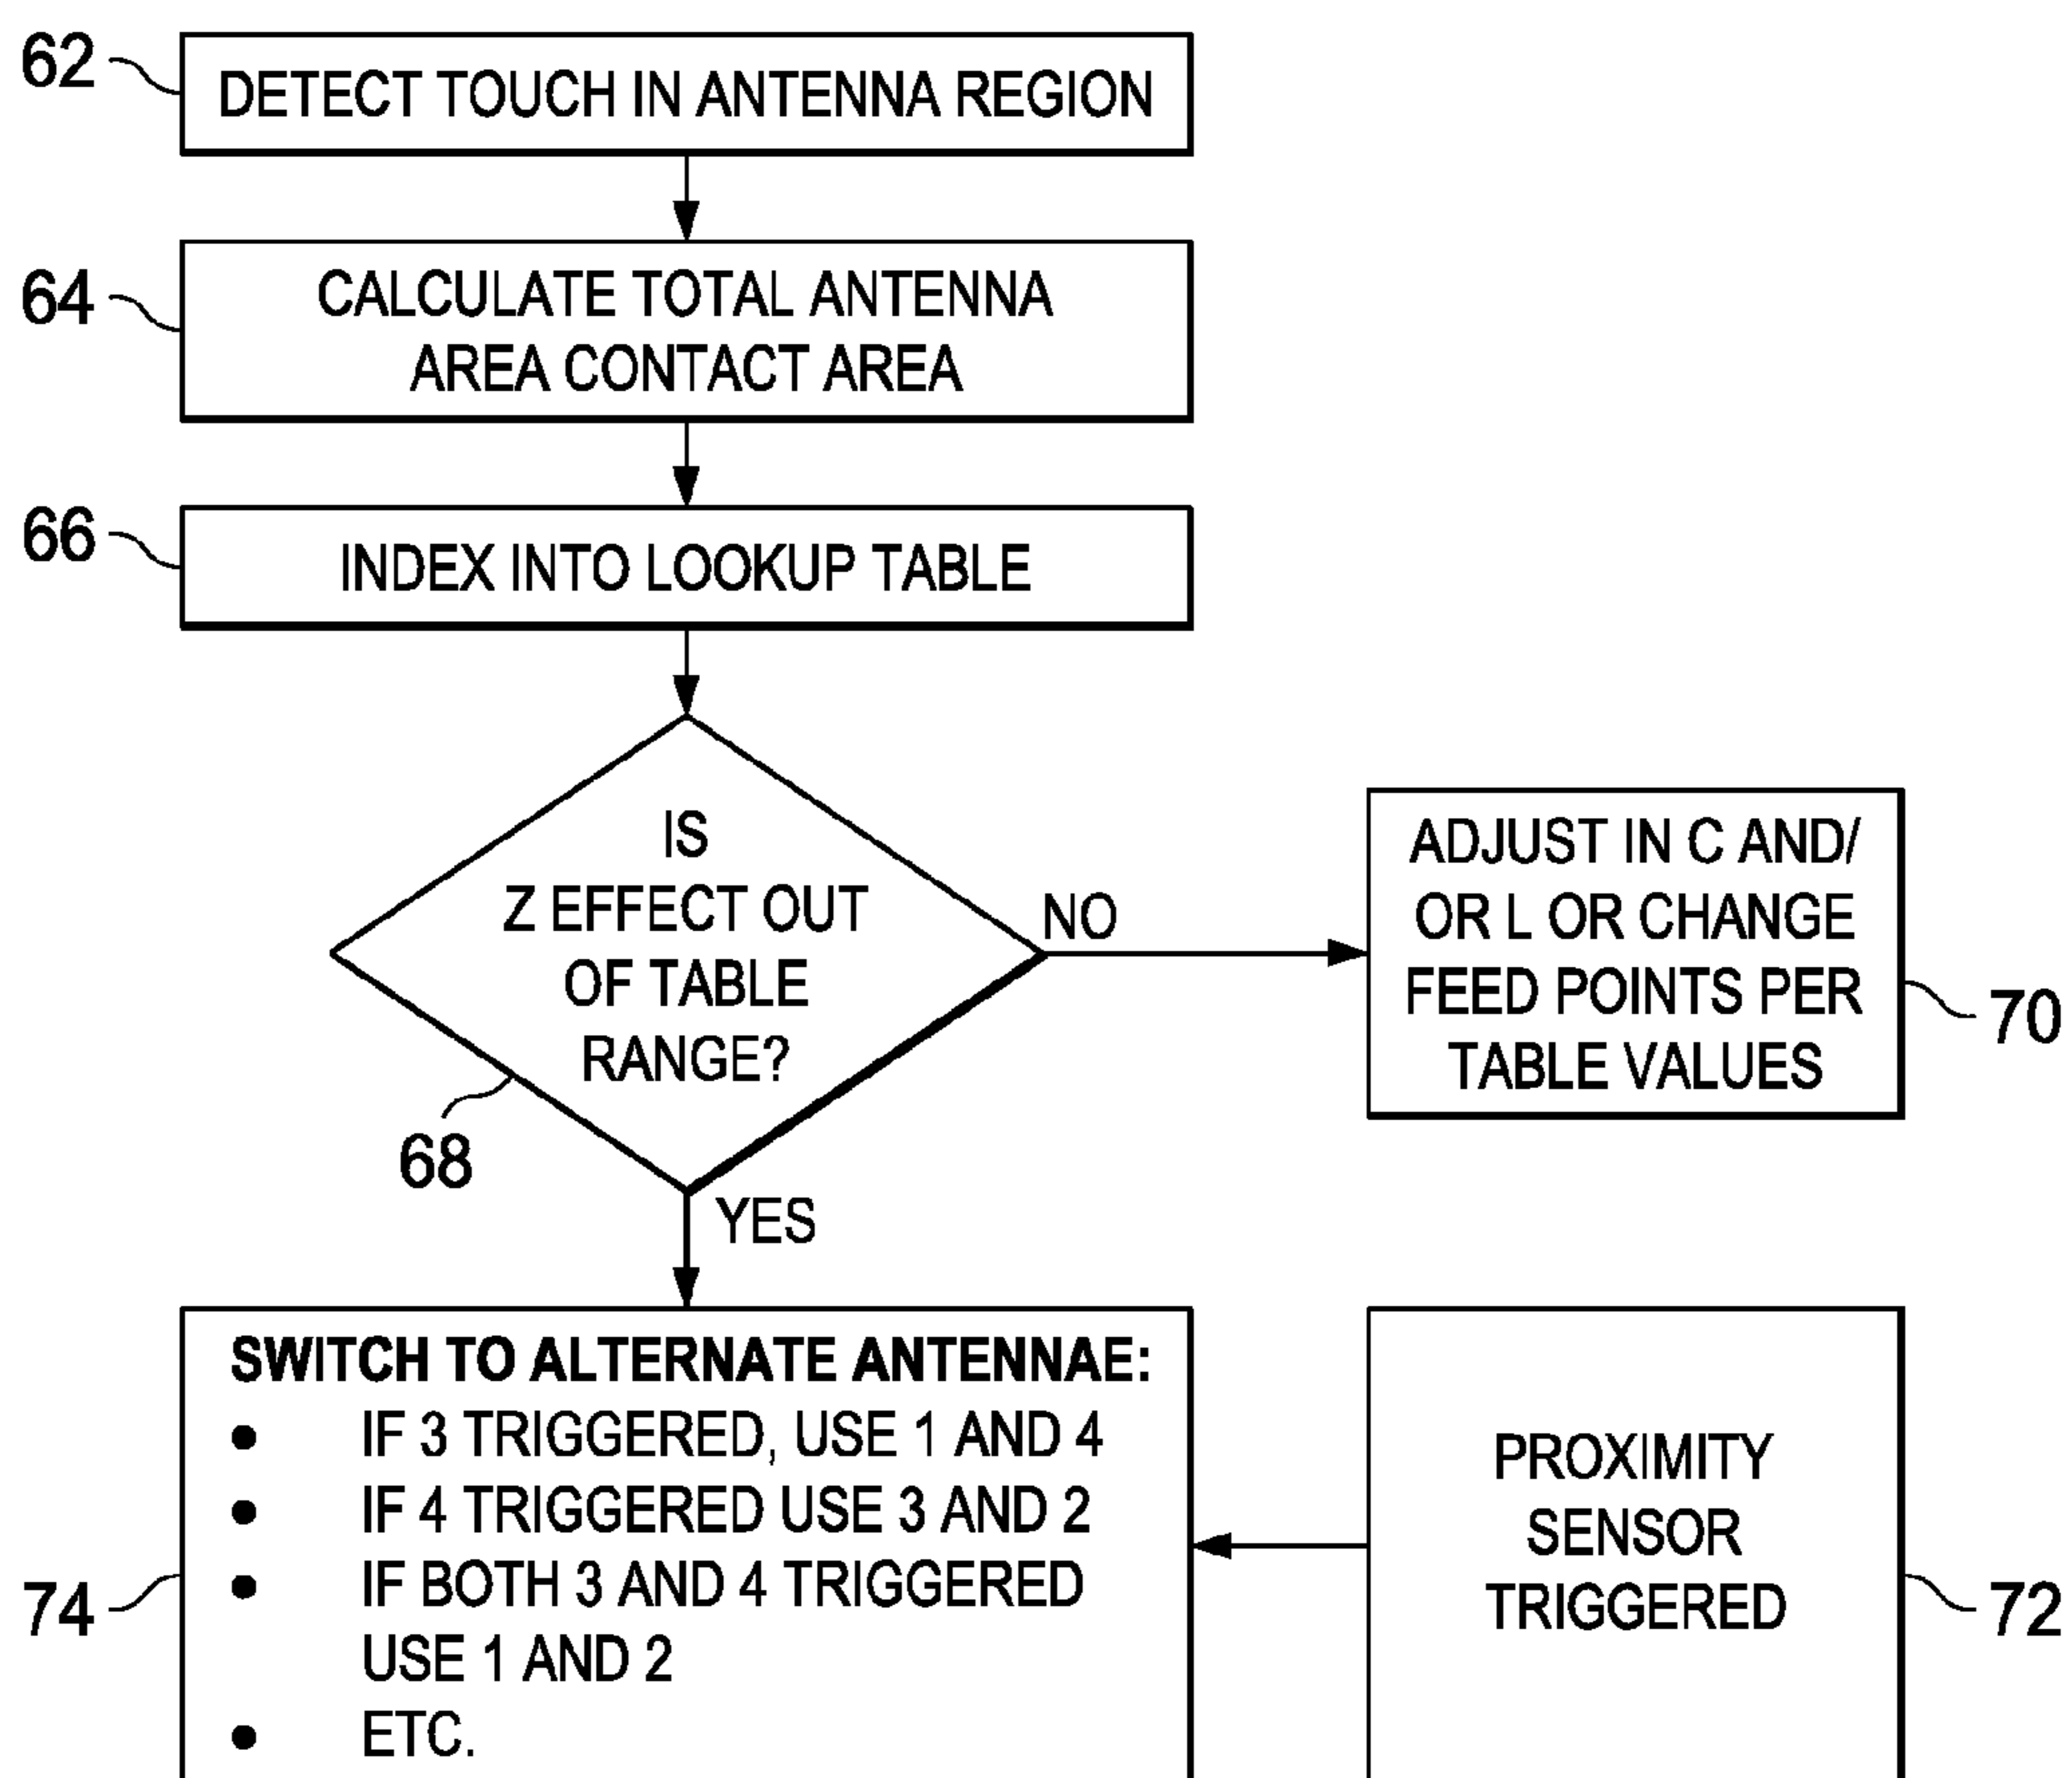 62
DETECT TOUCH IN ANTENNA REGION
64
CALCULATE TOTAL ANTENNA
AREA CONTACT AREA
66
INDEX INTO LOOKUP TABLE
IS
Z EFFECT OUT
OF TABLE
RANGE?
68
NO
ADJUST IN C AND/
OR L OR CHANGE
FEED POINTS PER
TABLE VALUES
70
YES
SWITCH TO ALTERNATE ANTENNAE:
● IF 3 TRIGGERED, USE 1 AND 4
● IF 4 TRIGGERED USE 3 AND 2
● IF BOTH 3 AND 4 TRIGGERED
USE 1 AND 2
● ETC.
74
PROXIMITY
SENSOR
TRIGGERED
72